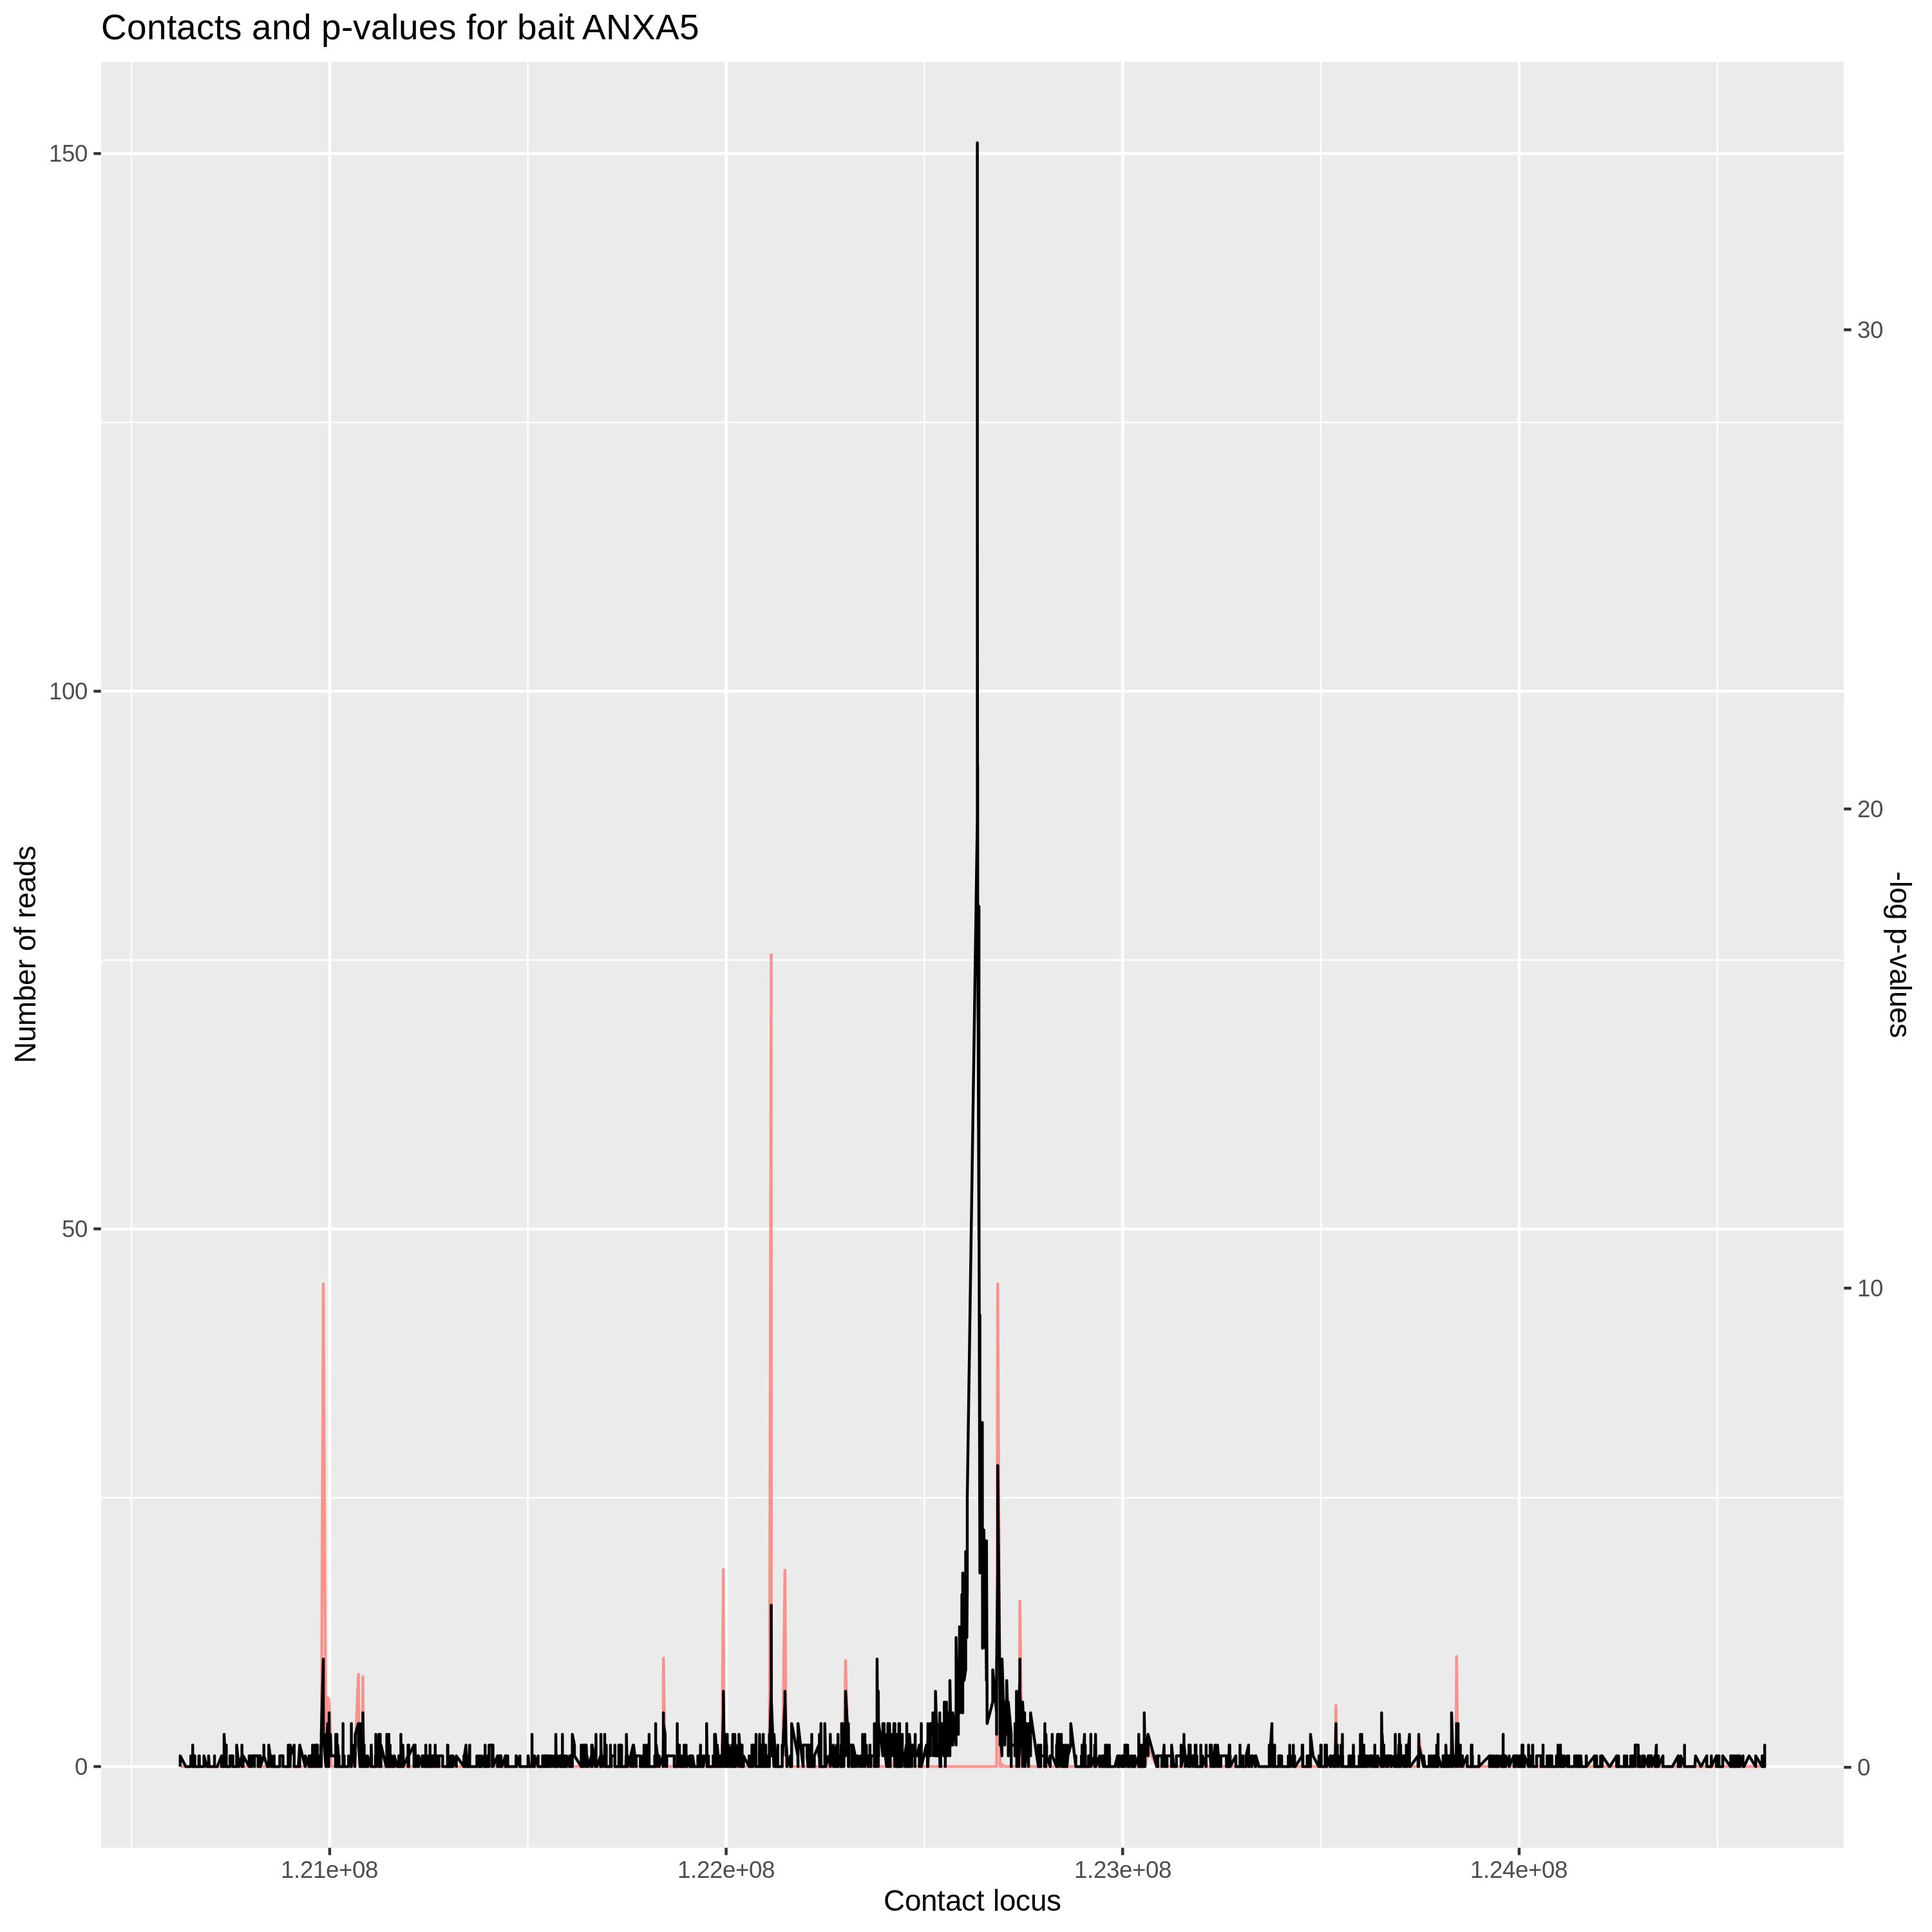 Contacts and p-values for bait ANXA5
150
100
50
0
Number of reads
30
20
10
0
-log p-values
1.21e+08
1.22e+08
1.23e+08
1.24e+08
Contact locus